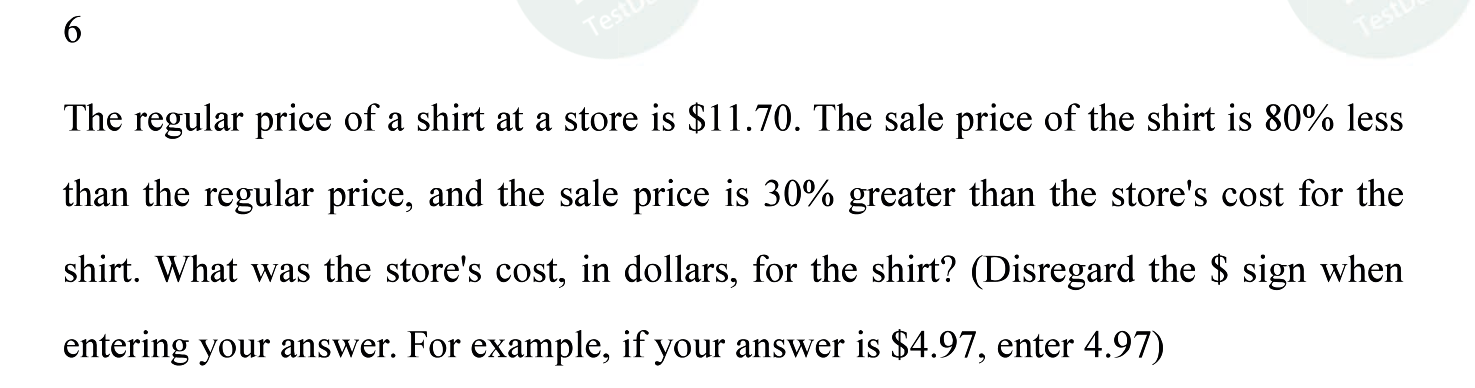 6
The regular price of a shirt at a store is $11.70. The sale price of the shirt is 80% less
than the regular price, and the sale price is 30% greater than the store's cost for the
shirt. What was the store's cost, in dollars, for the shirt? (Disregard the $ sign when
entering your answer. For example, if your answer is $4.97, enter 4.97)